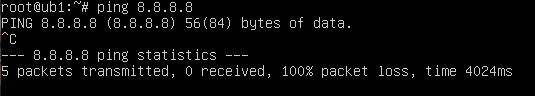 root@ub1:~# ping 8.8.8.8
PING 8.8.8.8 (8.8.8.8) 56(84) bytes of data.
^C
--- 8.8.8.8 ping statistics ---
5 packets transmitted, 0 received, 100% packet loss, time 4024ms